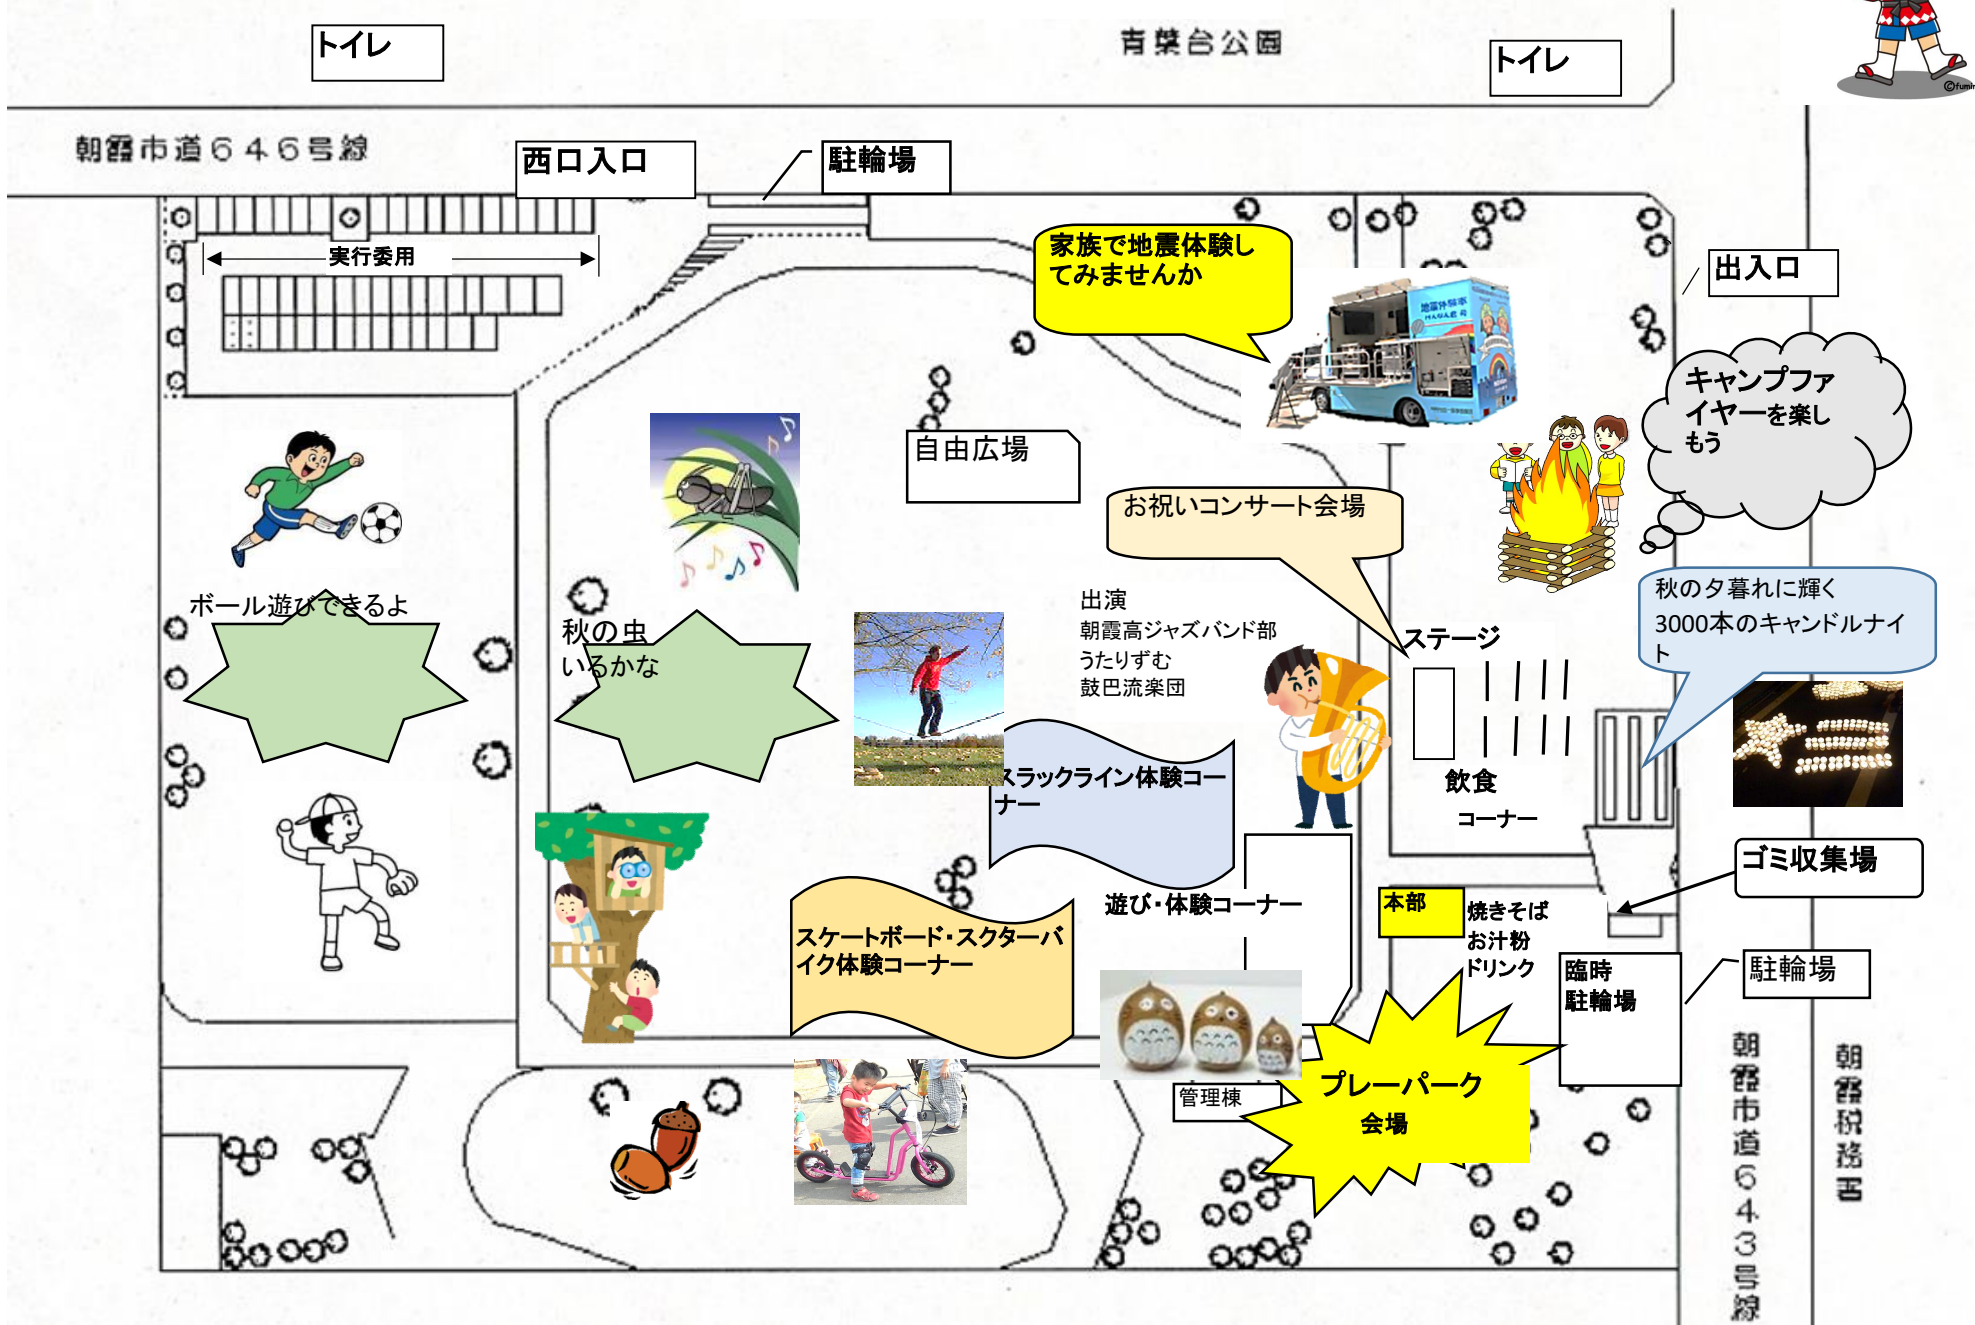 トイレ
青葉台公園
トイレ
朝霞市道646号線
西口入口
駐輪場
実行委用
家族で地震体験し
てみませんか
地震体験車
出入口
キャンプファ
イヤーを楽し
もう
自由広場
お祝いコンサート会場
秋の夕暮れに輝く
3000本のキャンドルナイ
ト
ボール遊びできるよ
秋の虫
いるかな
出演
朝霞高ジャズバンド部
うたりずむ
鼓巴流楽団
ステージ
飲食
コーナー
スラックライン体験コー
ナー
ゴミ収集場
遊び・体験コーナー
本部
焼きそば
お汁粉
ドリンク
スケートボード・スクターバ
イク体験コーナー
臨時
駐輪場
駐輪場
管理棟
プレーパーク
会場
朝霞市道643号線
朝霞税務署